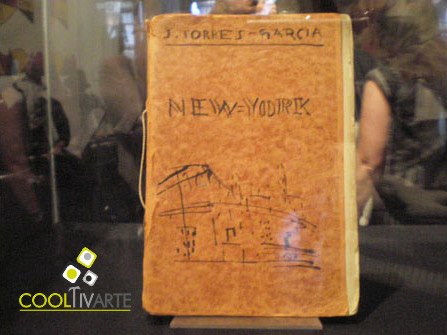 J. TORRES-GARCIA
NEW=YORK
COOLTIVARTE